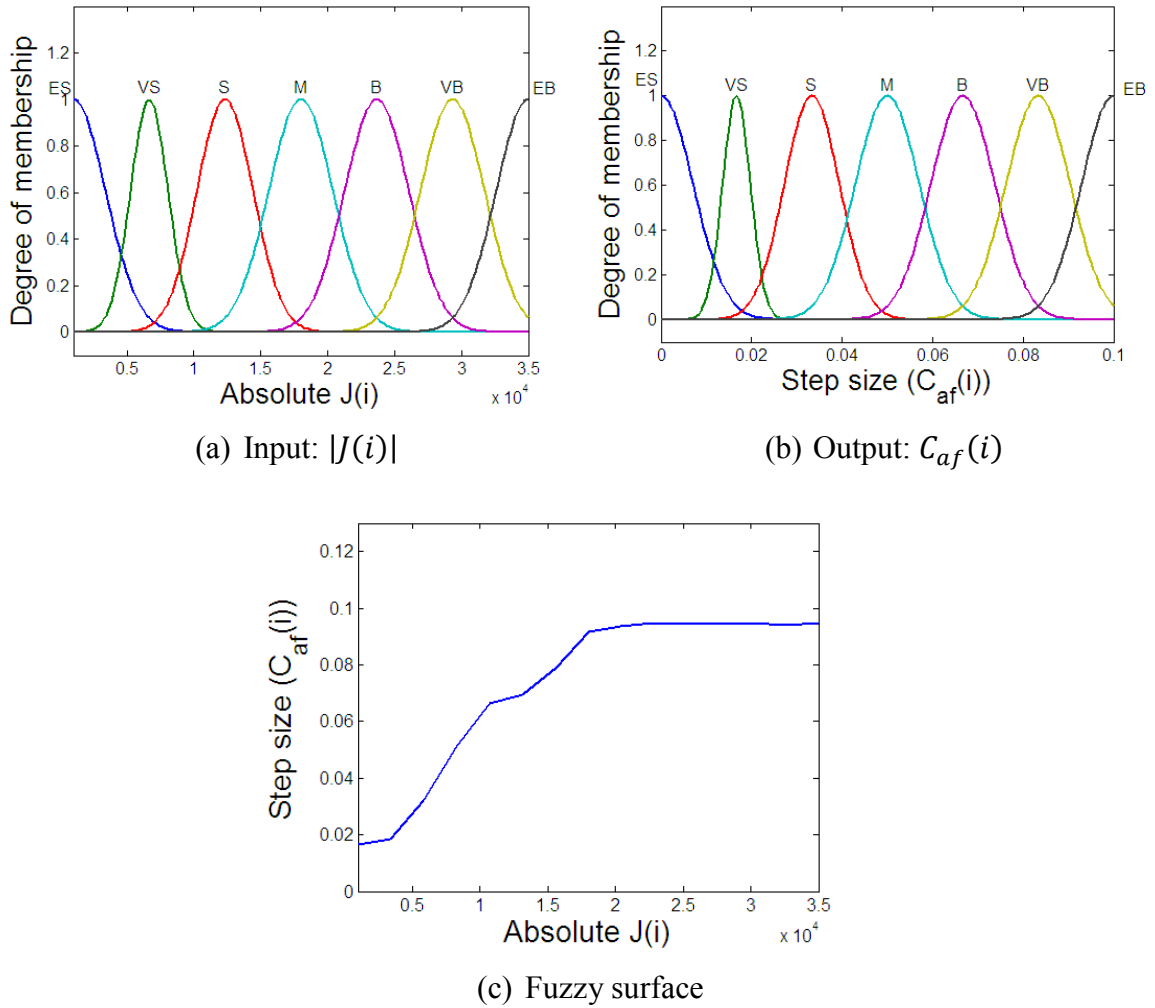 1.2
1
0.8
0.6
0.4
0.2
0
Degree of membership
ES
VS
S
M
B
VB
EB
0.5
1
1.5
2
2.5
3
3.5
x 10^4
Absolute J(i)
(a) Input: |J(i)|
1.2
1
0.8
0.6
0.4
0.2
0
Degree of membership
ES
VS
S
M
B
VB
EB
0
0.02
0.04
0.06
0.08
0.1
Step size (C_af(i))
(b) Output: C_af(i)
0.12
0.1
0.08
0.06
0.04
0.02
0
Step size (C_af(i))
0.5
1
1.5
2
2.5
3
3.5
x 10^4
Absolute J(i)
(c) Fuzzy surface